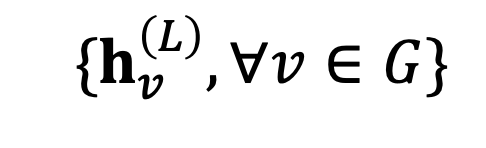 {𝐡_𝑣^{(𝐿)}, ∀𝑣 ∈ 𝐺}